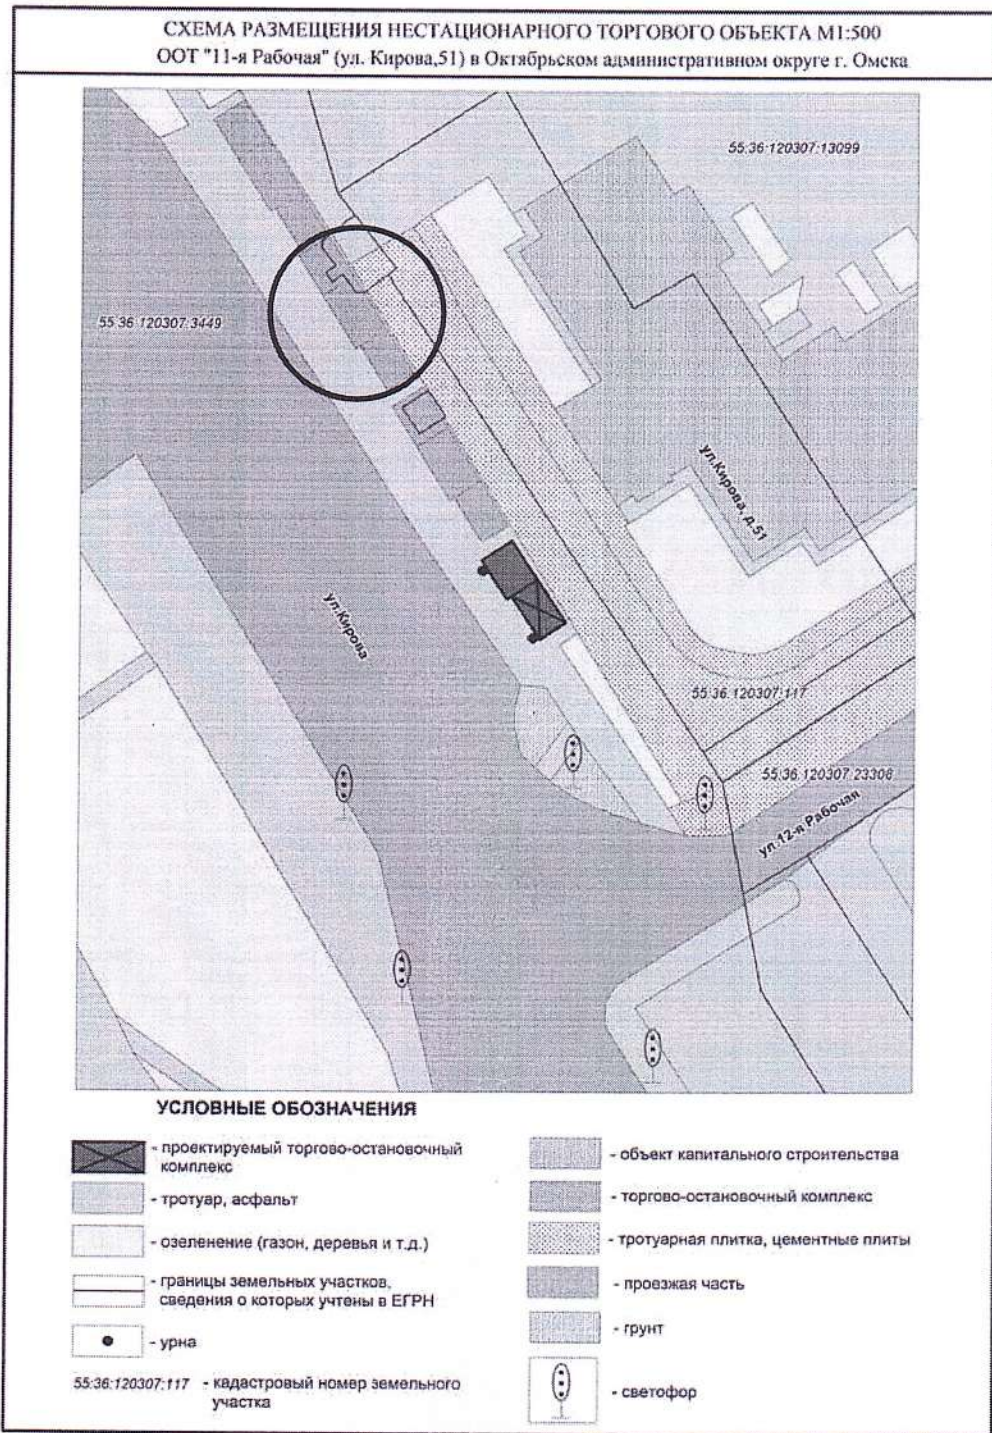 СХЕМА РАЗМЕЩЕНИЯ НЕСТАЦИОНАРНОГО ТОРГОВОГО ОБЪЕКТА М1:500
ООТ "11-я Рабочая" (ул. Кирова,51) в Октябрьском административном округе г. Омска
55:36:120307:13099
55:36:120307:3449
ул.Кирова, д.51
ул.Кирова
55:36:120307:117
55:36:120307:23306
ул.12-я Рабочая
УСЛОВНЫЕ ОБОЗНАЧЕНИЯ
- проектируемый торгово-остановочный
комплекс
- тротуар, асфальт
- озеленение (газон, деревья и т.д.)
- границы земельных участков,
сведения о которых учтены в ЕГРН
- урна
55:36:120307:117 - кадастровый номер земельного
участка
- объект капитального строительства
- торгово-остановочный комплекс
- тротуарная плитка, цементные плиты
- проезжая часть
- грунт
- светофор